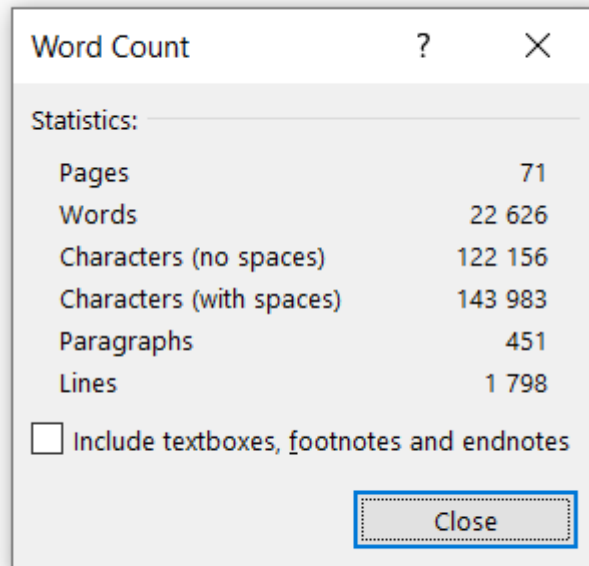 Word Count ? ×
Statistics:
Pages 71
Words 22 626
Characters (no spaces) 122 156
Characters (with spaces) 143 983
Paragraphs 451
Lines 1 798
Include textboxes, footnotes and endnotes
Close